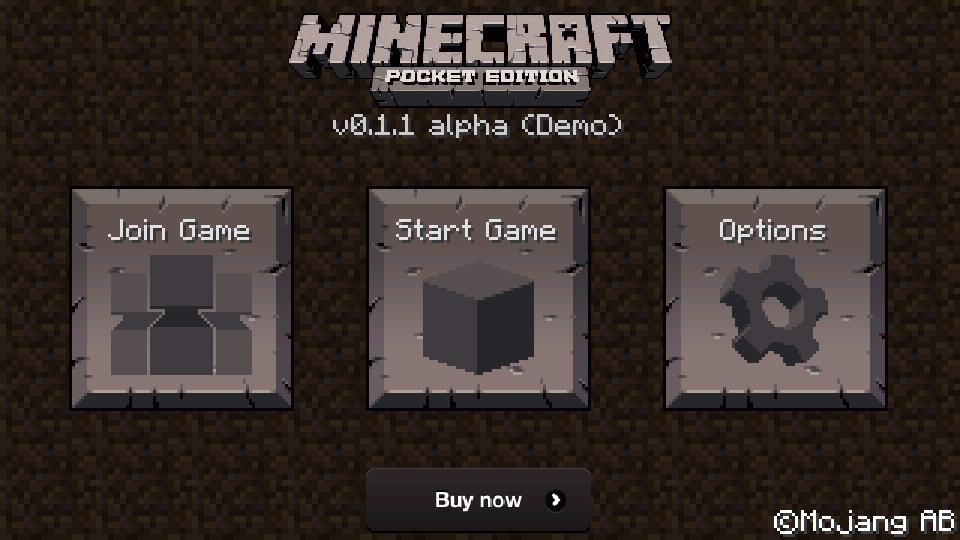 MINECRAFT
POCKET EDITION
v0.1.1 alpha (Demo)
Join Game
Start Game
Options
Buy now
©Mojang AB